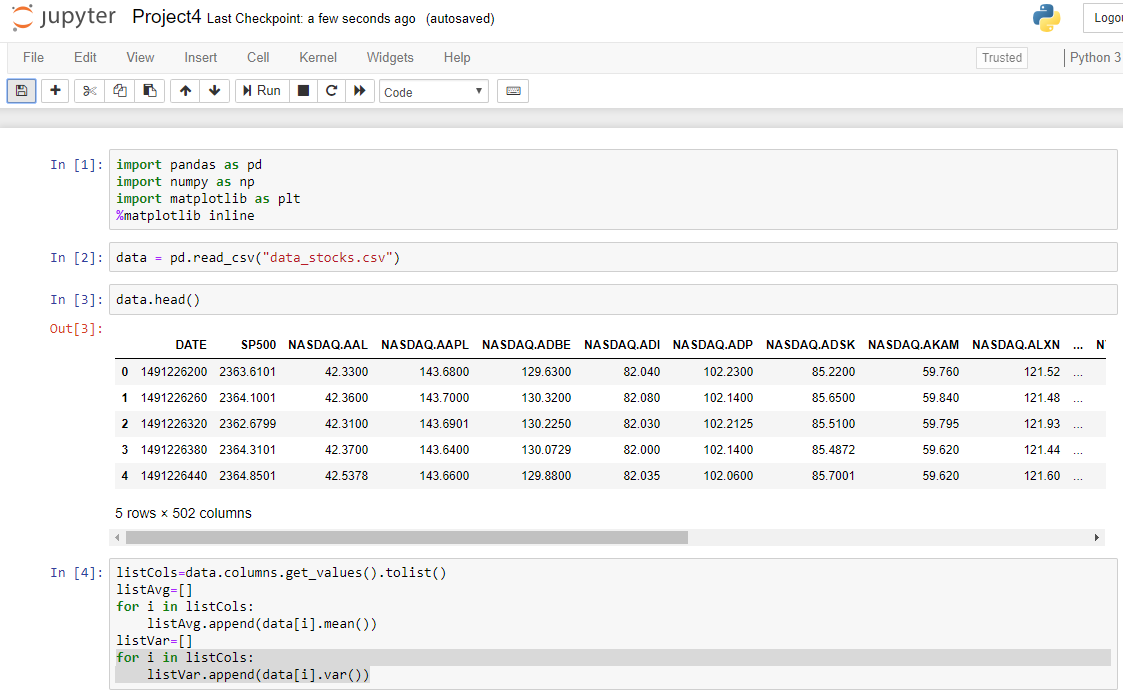 jupyter Project4 Last Checkpoint: a few seconds ago (autosaved)
File Edit View Insert Cell Kernel Widgets Help Trusted Python 3
Run Code
In [1]: import pandas as pd
import numpy as np
import matplotlib as plt
%matplotlib inline
In [2]: data = pd.read_csv("data_stocks.csv")
In [3]: data.head()
Out[3]:
DATE SP500 NASDAQ.AAL NASDAQ.AAPL NASDAQ.ADBE NASDAQ.ADI NASDAQ.ADP NASDAQ.ADSK NASDAQ.AKAM NASDAQ.ALXN ...
0 1491226200 2363.6101 42.3300 143.6800 129.6300 82.040 102.2300 85.2200 59.760 121.52 ...
1 1491226260 2364.1001 42.3600 143.7000 130.3200 82.080 102.1400 85.6500 59.840 121.48 ...
2 1491226320 2362.6799 42.3100 143.6901 130.2250 82.030 102.2125 85.5100 59.795 121.93 ...
3 1491226380 2364.3101 42.3700 143.6400 130.0729 82.000 102.1400 85.4872 59.620 121.44 ...
4 1491226440 2364.8501 42.5378 143.6600 129.8800 82.035 102.0600 85.7001 59.620 121.60 ...
5 rows × 502 columns
In [4]: listCols=data.columns.get_values().tolist()
listAvg=[]
for i in listCols:
    listAvg.append(data[i].mean())
listVar=[]
for i in listCols:
    listVar.append(data[i].var())